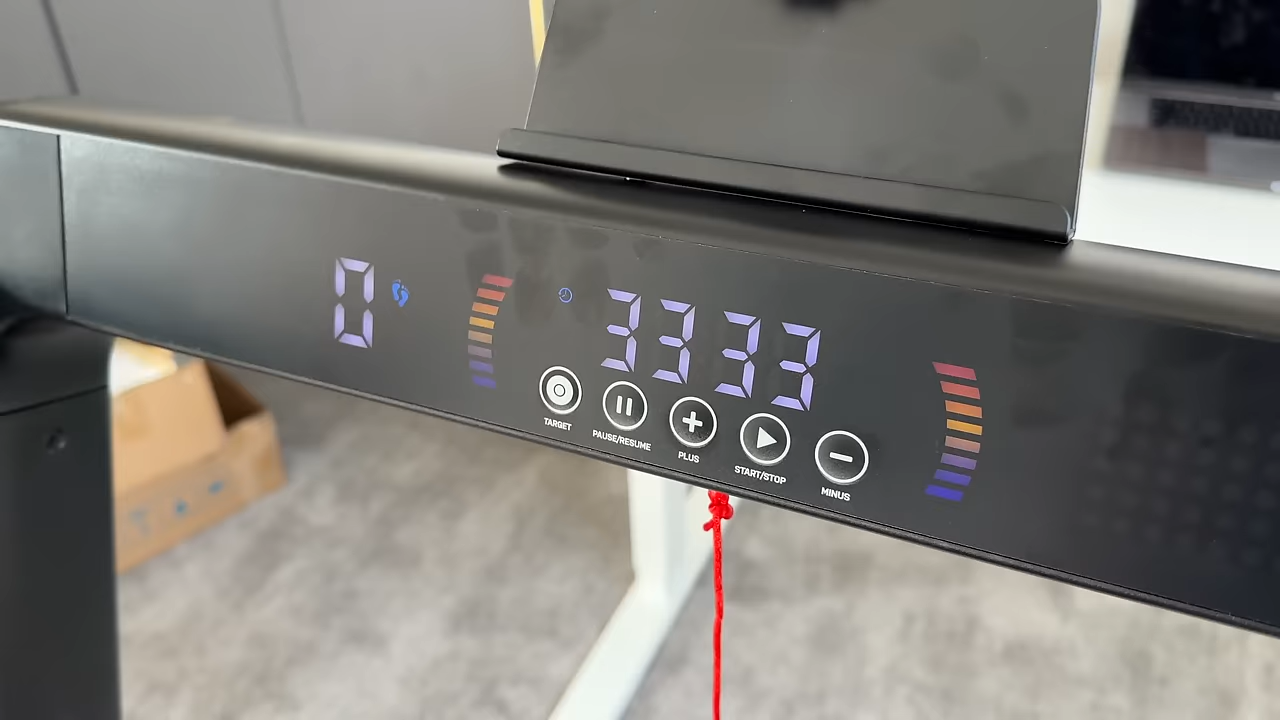 0
3333
TARGET
PAUSE/RESUME
PLUS
START/STOP
MINUS